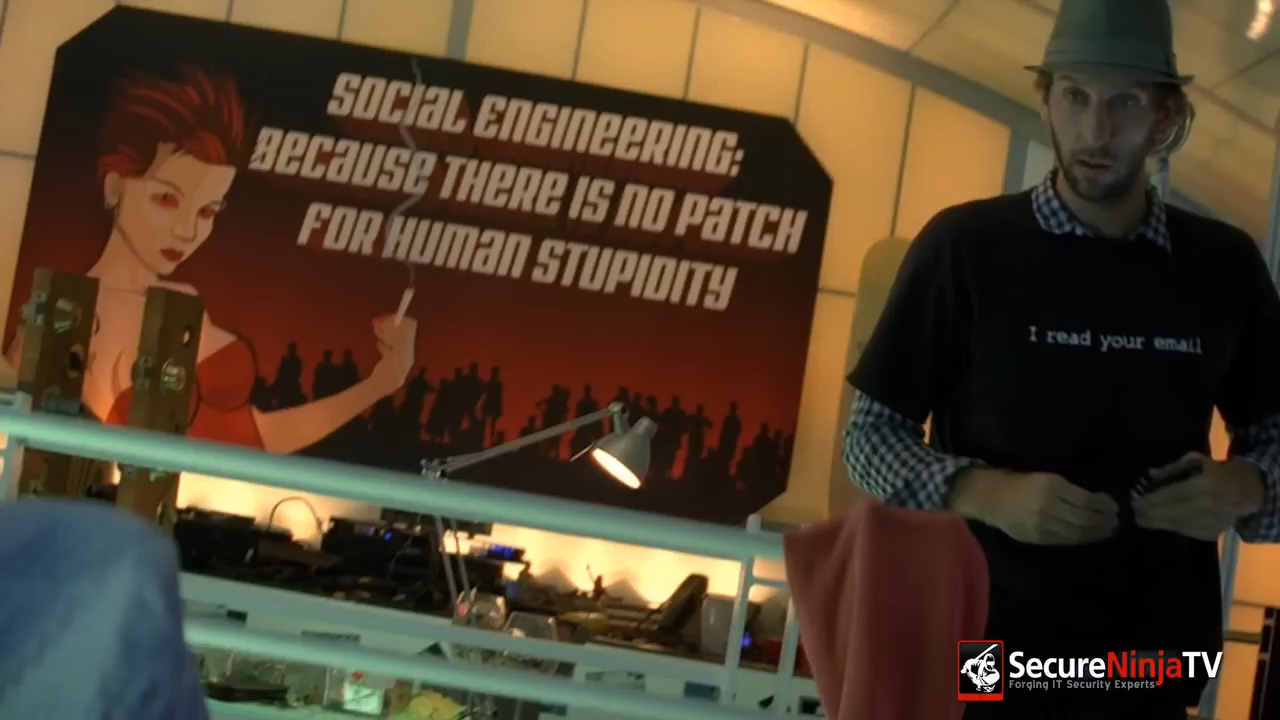 SOCIAL ENGINEERING:
BECAUSE THERE IS NO PATCH
FOR HUMAN STUPIDITY
I read your email
SecureNinjaTV
Forging IT Security Experts